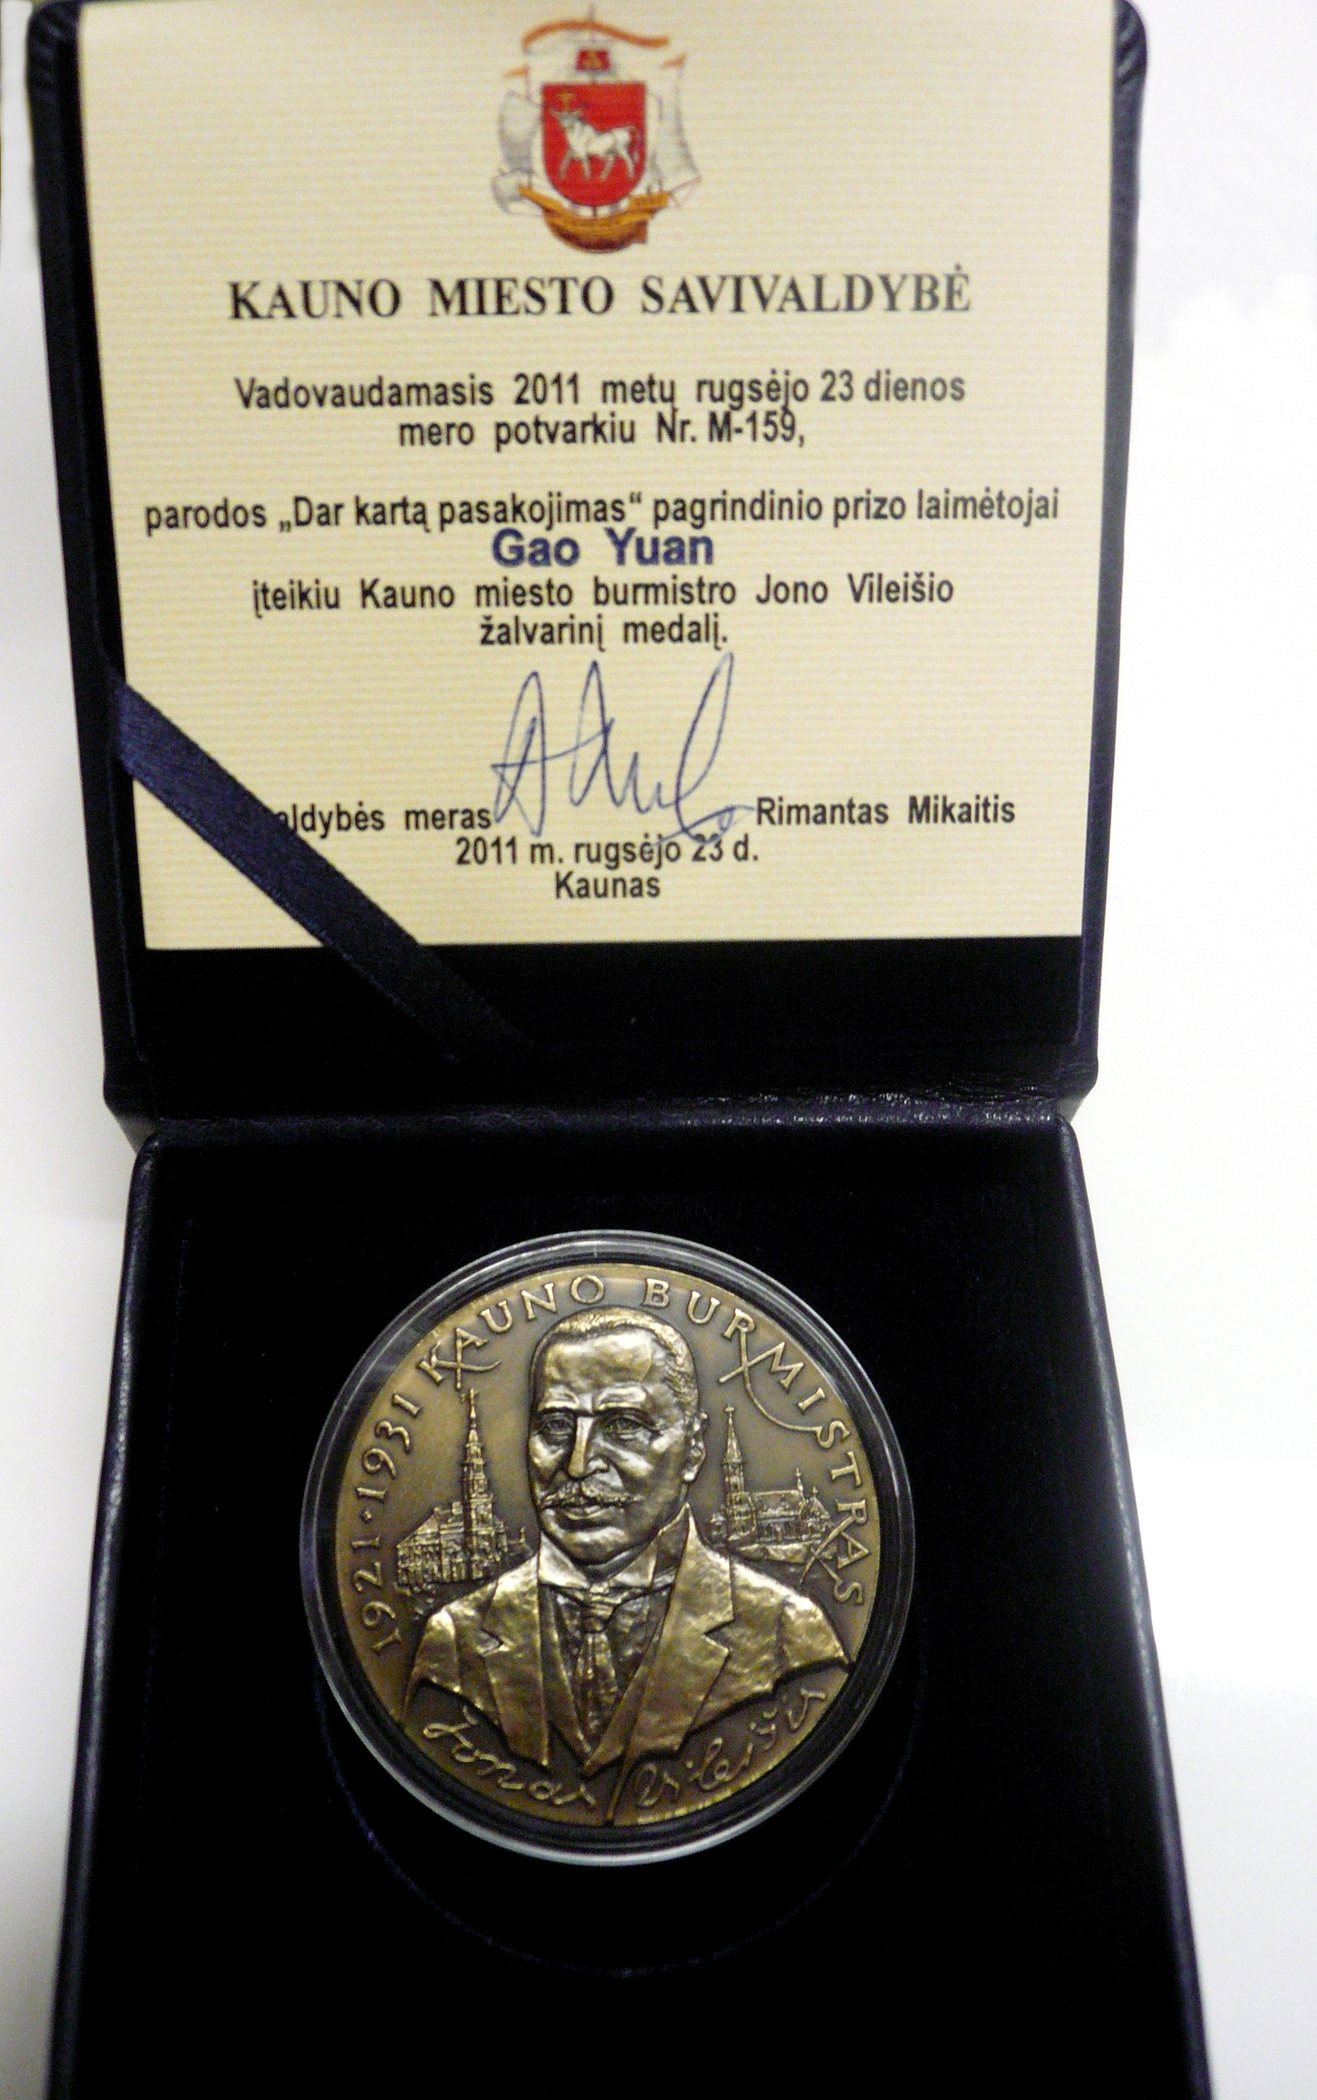 KAUNO MIESTO SAVIVALDYBĖ
Vadovaudamasis 2011 metų rugsėjo 23 dienos
mero potvarkiu Nr. M-159,
parodos „Dar kartą pasakojimas“ pagrindinio prizo laimėtojai
Gao Yuan
įteikiu Kauno miesto burmistro Jono Vileišio
žalvarinį medalį.
aldybės meras Rimantas Mikaitis
2011 m. rugsėjo 23 d.
Kaunas
1921·1931 KAUNO BURMISTRAS
Jonas Vileišis